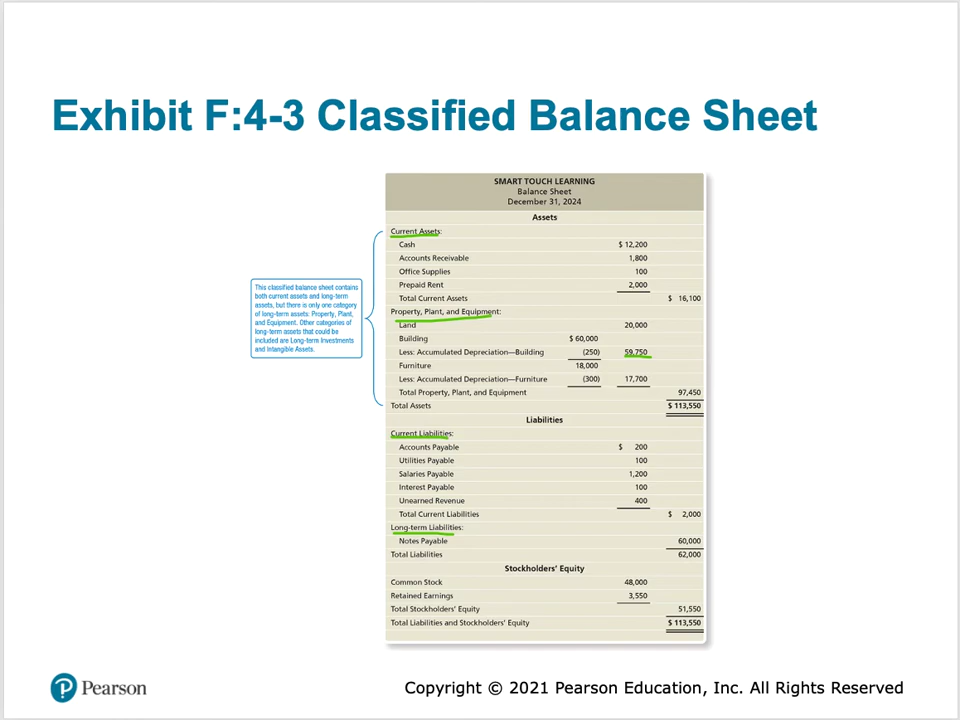 Exhibit F:4-3 Classified Balance Sheet
SMART TOUCH LEARNING
Balance Sheet
December 31, 2024
Assets
Current Assets:
Cash $ 12,200
Accounts Receivable 1,800
Office Supplies 100
Prepaid Rent 2,000
Total Current Assets $ 16,100
Property, Plant, and Equipment:
Land 20,000
Building $ 60,000
Less: Accumulated Depreciation—Building (250) 59,750
Furniture 18,000
Less: Accumulated Depreciation—Furniture (300) 17,700
Total Property, Plant, and Equipment 97,450
Total Assets $ 113,550
This classified balance sheet contains
both current assets and long-term
assets, but there is only one category
of long-term assets: Property, Plant,
and Equipment. Other categories of
long-term assets that could be
included are Long-term Investments
and Intangible Assets.
Liabilities
Current Liabilities:
Accounts Payable $ 200
Utilities Payable 100
Salaries Payable 1,200
Interest Payable 100
Unearned Revenue 400
Total Current Liabilities $ 2,000
Long-term Liabilities:
Notes Payable 60,000
Total Liabilities 62,000
Stockholders' Equity
Common Stock 48,000
Retained Earnings 3,550
Total Stockholders' Equity 51,550
Total Liabilities and Stockholders' Equity $ 113,550
P Pearson
Copyright © 2021 Pearson Education, Inc. All Rights Reserved